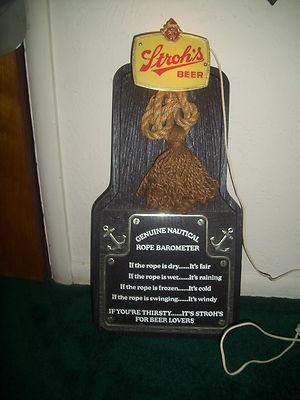 Stroh's
BEER
GENUINE NAUTICAL
ROPE BAROMETER
If the rope is dry.....It's fair
If the rope is wet.....It's raining
If the rope is frozen....It's cold
If the rope is swinging.....It's windy
IF YOU'RE THIRSTY......IT'S STROH'S
FOR BEER LOVERS